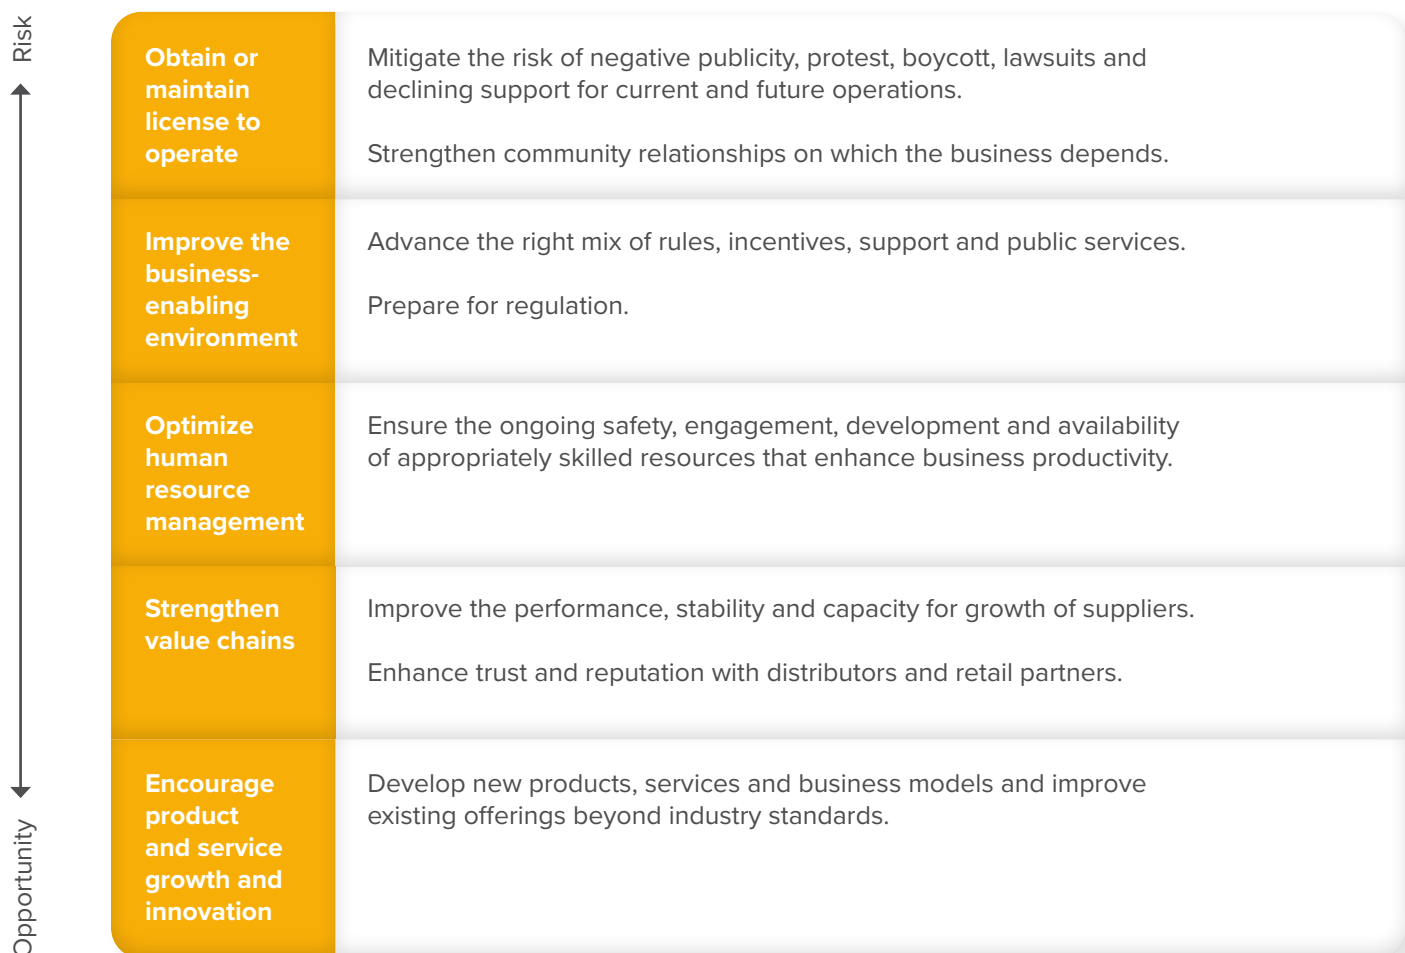 Risk
Obtain or
maintain
license to
operate
Mitigate the risk of negative publicity, protest, boycott, lawsuits and
declining support for current and future operations.
Strengthen community relationships on which the business depends.
Improve the
business-
enabling
environment
Advance the right mix of rules, incentives, support and public services.
Prepare for regulation.
Optimize
human
resource
management
Ensure the ongoing safety, engagement, development and availability
of appropriately skilled resources that enhance business productivity.
Strengthen
value chains
Improve the performance, stability and capacity for growth of suppliers.
Enhance trust and reputation with distributors and retail partners.
Encourage
product
and service
growth and
innovation
Develop new products, services and business models and improve
existing offerings beyond industry standards.
Opportunity